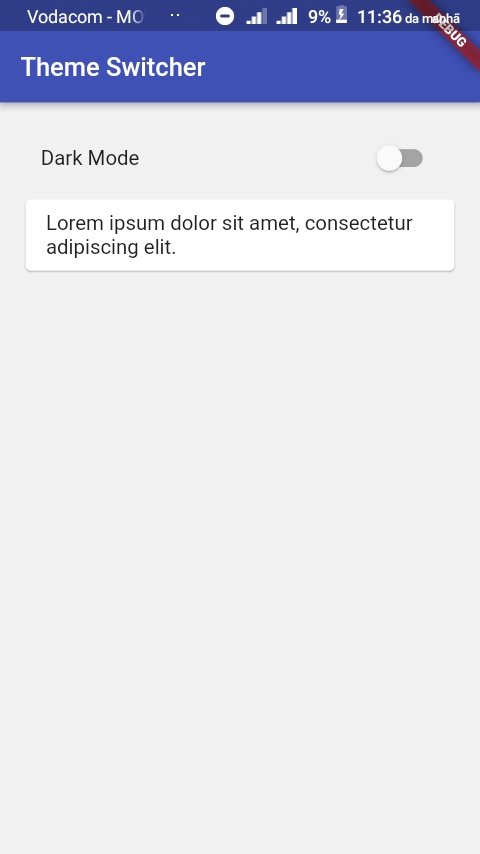 Vodacom - MO
9%
11:36 da manhã
DEBUG
Theme Switcher
Dark Mode
Lorem ipsum dolor sit amet, consectetur
adipiscing elit.